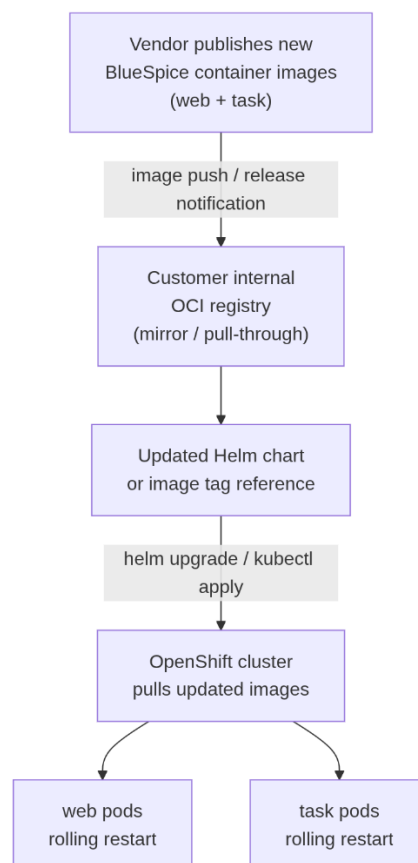 Vendor publishes new
BlueSpice container images
(web + task)
image push / release
notification
Customer internal
OCI registry
(mirror / pull-through)
Updated Helm chart
or image tag reference
helm upgrade / kubectl
apply
OpenShift cluster
pulls updated images
web pods
rolling restart
task pods
rolling restart